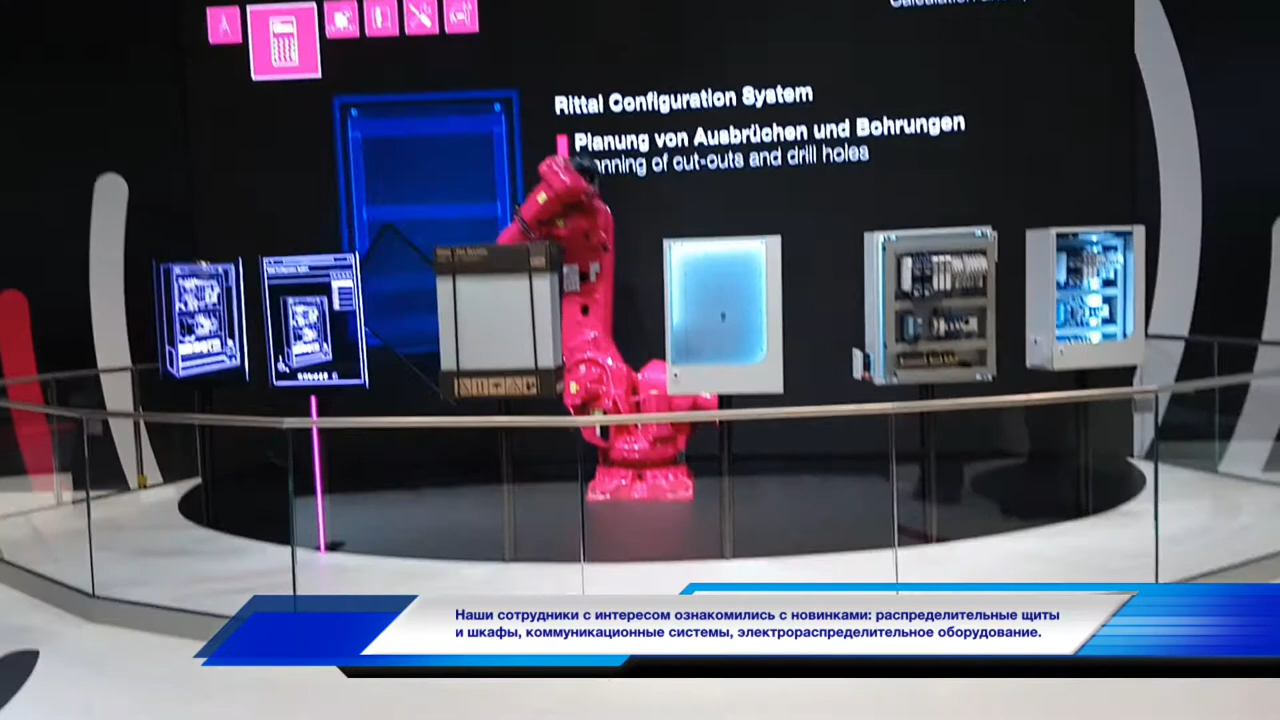 Rittal Configuration System
Planung von Ausbrüchen und Bohrungen
of cut-outs and drill holes
Наши сотрудники с интересом ознакомились с новинками: распределительные щиты
и шкафы, коммуникационные системы, электрораспределительное оборудование.